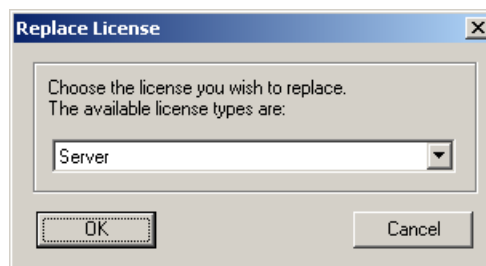 Replace License
Choose the license you wish to replace.
The available license types are:
Server
OK
Cancel